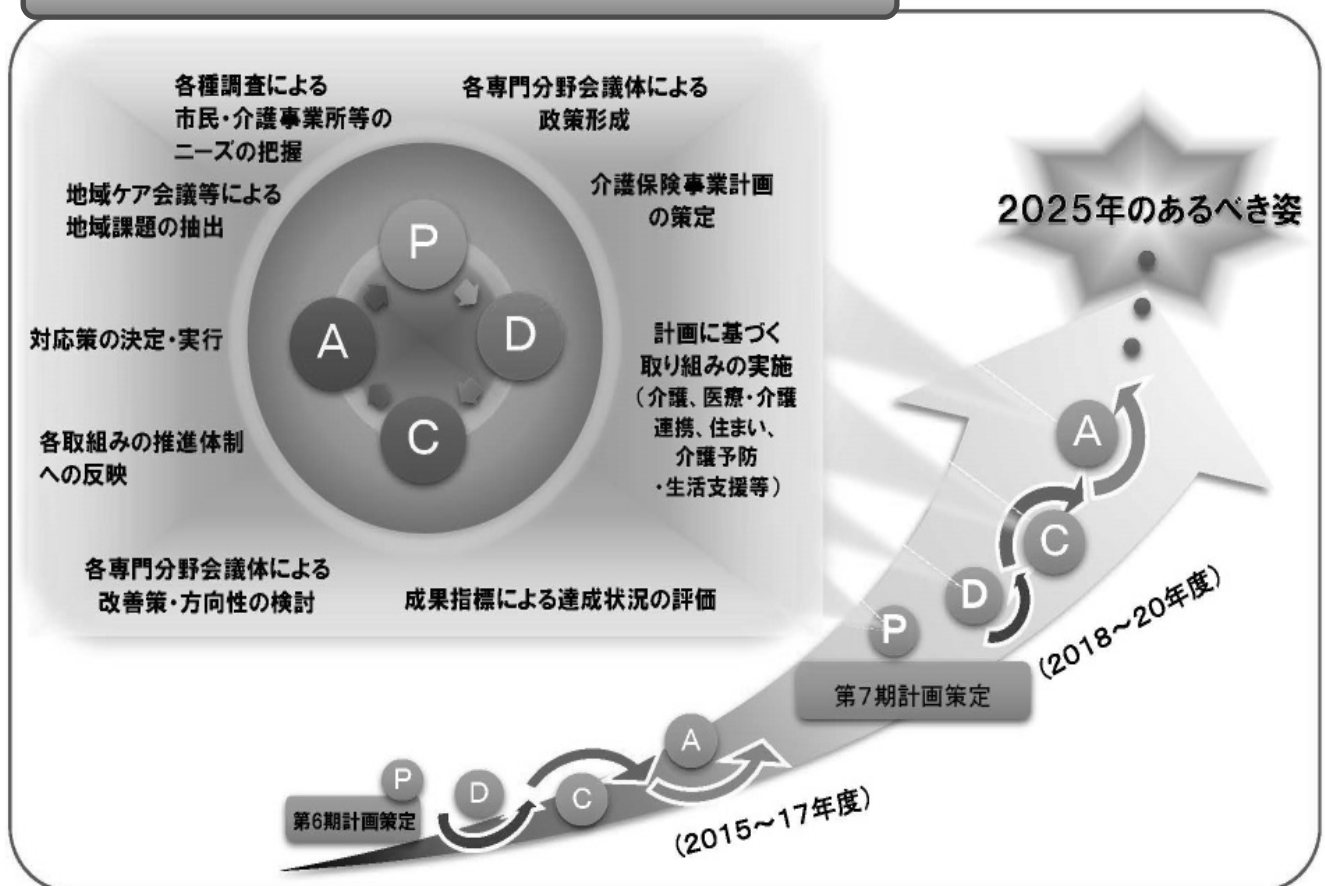 各種調査による
市民・介護事業所等の
ニーズの把握
各専門分野会議体による
政策形成
地域ケア会議等による
地域課題の抽出
介護保険事業計画
の策定
P
D
C
A
対応策の決定・実行
計画に基づく
取り組みの実施
（介護、医療・介護
連携、住まい、
介護予防
・生活支援等）
各取組みの推進体制
への反映
各専門分野会議体による
改善策・方向性の検討
成果指標による達成状況の評価
2025年のあるべき姿
A
C
D
P
第7期計画策定
（2018～20年度）
P
D
C
A
第6期計画策定
（2015～17年度）